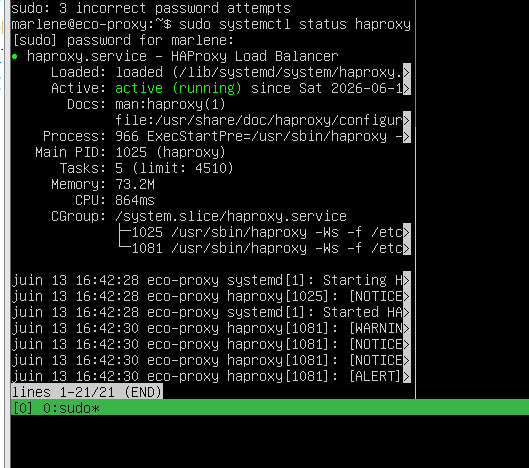 sudo: 3 incorrect password attempts
marlene@eco-proxy:~$ sudo systemctl status haproxy
[sudo] password for marlene:
● haproxy.service - HAProxy Load Balancer
Loaded: loaded (/lib/systemd/system/haproxy.>
Active: active (running) since Sat 2026-06-1>
Docs: man:haproxy(1)
file:/usr/share/doc/haproxy/configur>
Process: 966 ExecStartPre=/usr/sbin/haproxy ->
Main PID: 1025 (haproxy)
Tasks: 5 (limit: 4510)
Memory: 73.2M
CPU: 864ms
CGroup: /system.slice/haproxy.service
├─1025 /usr/sbin/haproxy -Ws -f /etc>
└─1081 /usr/sbin/haproxy -Ws -f /etc>
juin 13 16:42:28 eco-proxy systemd[1]: Starting H>
juin 13 16:42:28 eco-proxy haproxy[1025]: [NOTICE>
juin 13 16:42:28 eco-proxy systemd[1]: Started HA>
juin 13 16:42:30 eco-proxy haproxy[1081]: [WARNIN>
juin 13 16:42:30 eco-proxy haproxy[1081]: [NOTICE>
juin 13 16:42:30 eco-proxy haproxy[1081]: [NOTICE>
juin 13 16:42:30 eco-proxy haproxy[1081]: [ALERT]>
lines 1-21/21 (END)
[0] 0:sudo*